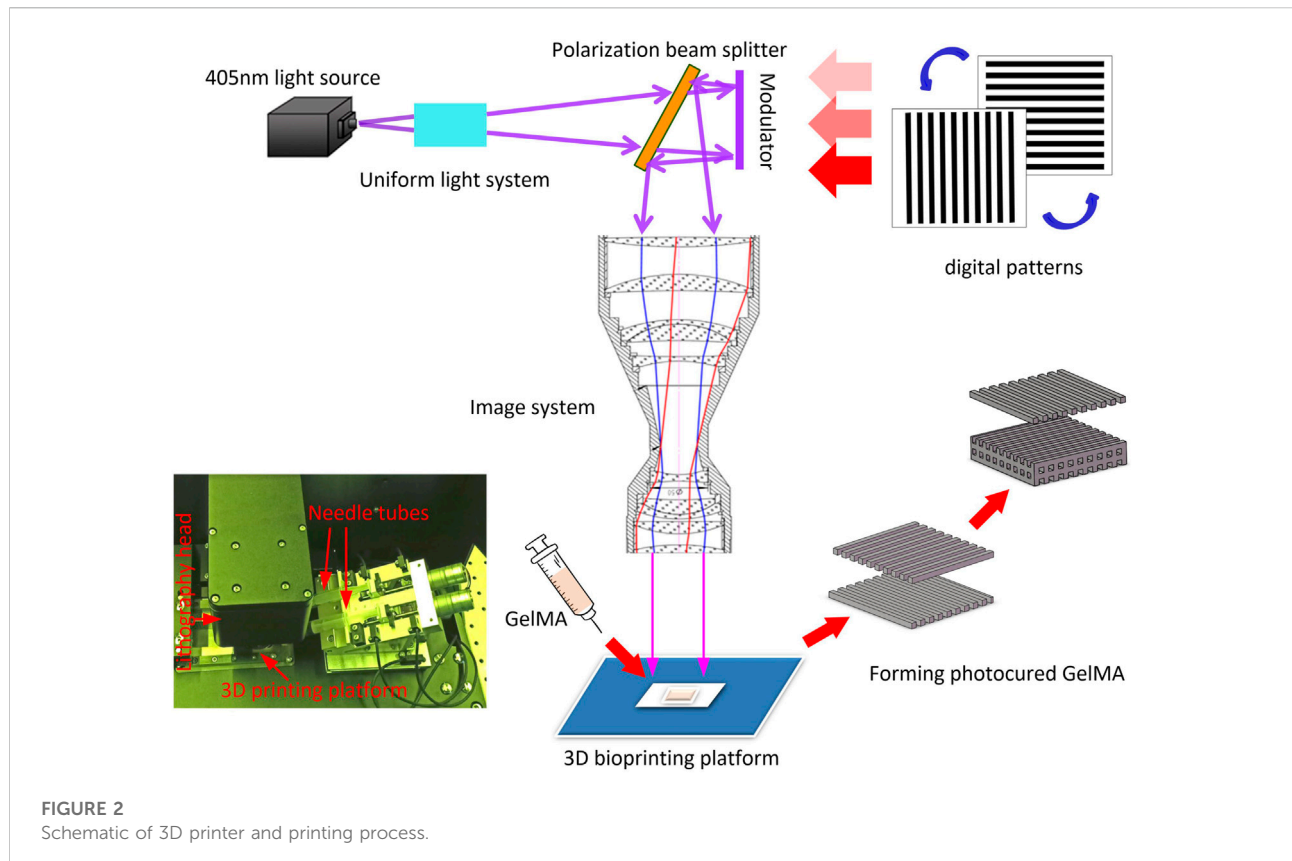 Polarization beam splitter
405nm light source
Modulator
Uniform light system
digital patterns
Image system
Ø50
Needle tubes
Lithography head
3D printing platform
GelMA
Forming photocured GelMA
3D bioprinting platform
FIGURE 2
Schematic of 3D printer and printing process.